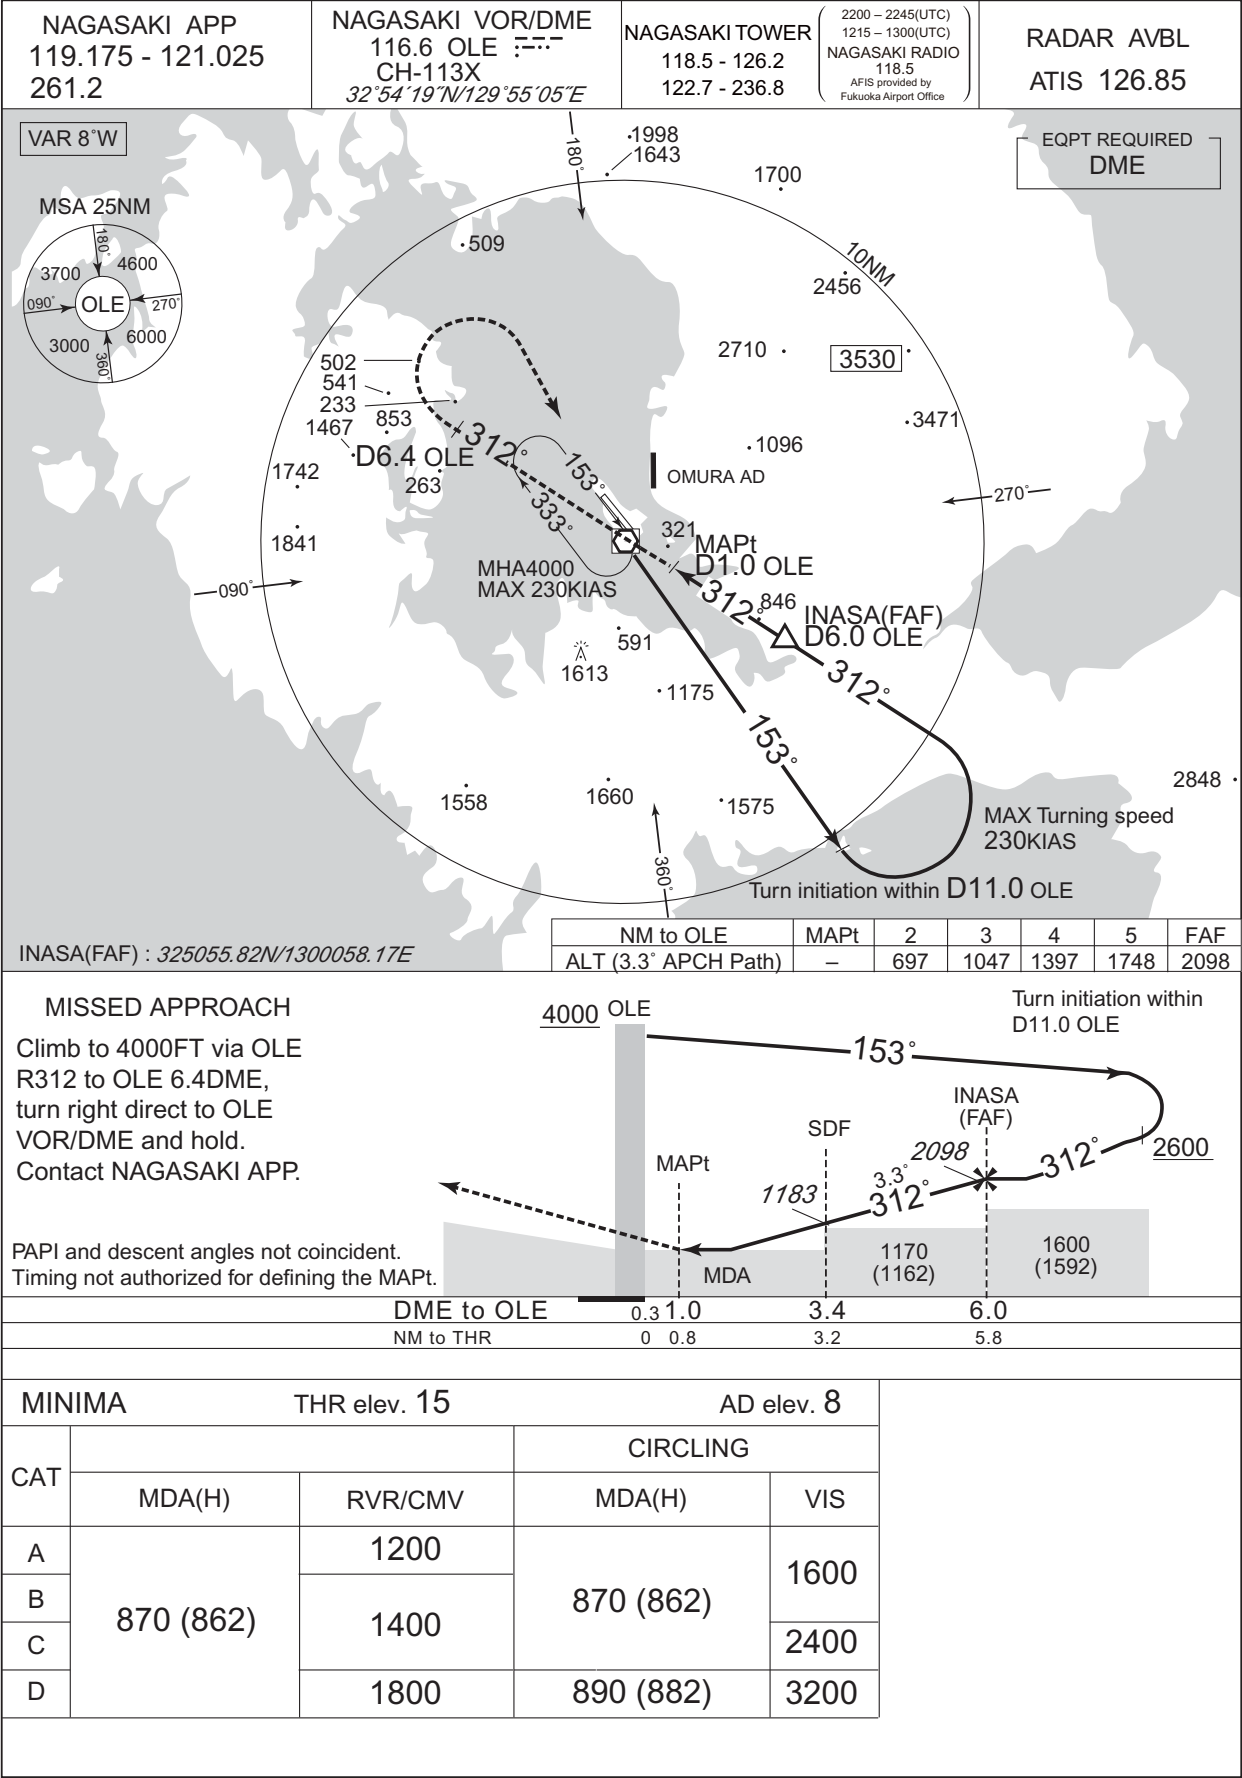 NAGASAKI APP
119.175 - 121.025
261.2
NAGASAKI VOR/DME
116.6 OLE
CH-113X
32°54´19˝N/129°55´05˝E
NAGASAKI TOWER
118.5 - 126.2
122.7 - 236.8
2200 – 2245(UTC)
1215 – 1300(UTC)
NAGASAKI RADIO
118.5
AFIS provided by
Fukuoka Airport Office
RADAR AVBL
ATIS 126.85
VAR 8°W
EQPT REQUIRED
DME
MSA 25NM
180°
3700
4600
090°
OLE
270°
3000
6000
360°
180°
1998
1643
1700
509
10NM
2456
2710
3530
502
541
233
853
1467
3471
1096
D6.4 OLE
312°
153°
263
1742
OMURA AD
270°
333°
1841
321
MAPt
D1.0 OLE
MHA4000
MAX 230KIAS
090°
312°
846
INASA(FAF)
D6.0 OLE
591
1613
1175
312°
153°
1558
1660
1575
2848
MAX Turning speed
230KIAS
360°
Turn initiation within D11.0 OLE
INASA(FAF) : 325055.82N/1300058.17E
NM to OLE MAPt 2 3 4 5 FAF
ALT (3.3° APCH Path) – 697 1047 1397 1748 2098
MISSED APPROACH
Climb to 4000FT via OLE
R312 to OLE 6.4DME,
turn right direct to OLE
VOR/DME and hold.
Contact NAGASAKI APP.
PAPI and descent angles not coincident.
Timing not authorized for defining the MAPt.
4000 OLE
Turn initiation within
D11.0 OLE
153°
INASA
(FAF)
SDF
2098
312°
2600
MAPt
1183
3.3°
312°
MDA
1170
(1162)
1600
(1592)
DME to OLE 0.3 1.0 3.4 6.0
NM to THR 0 0.8 3.2 5.8
MINIMA THR elev. 15 AD elev. 8
CAT
CIRCLING
MDA(H) RVR/CMV MDA(H) VIS
A
B
C
D
870 (862)
1200
1400
1800
870 (862)
890 (882)
1600
2400
3200